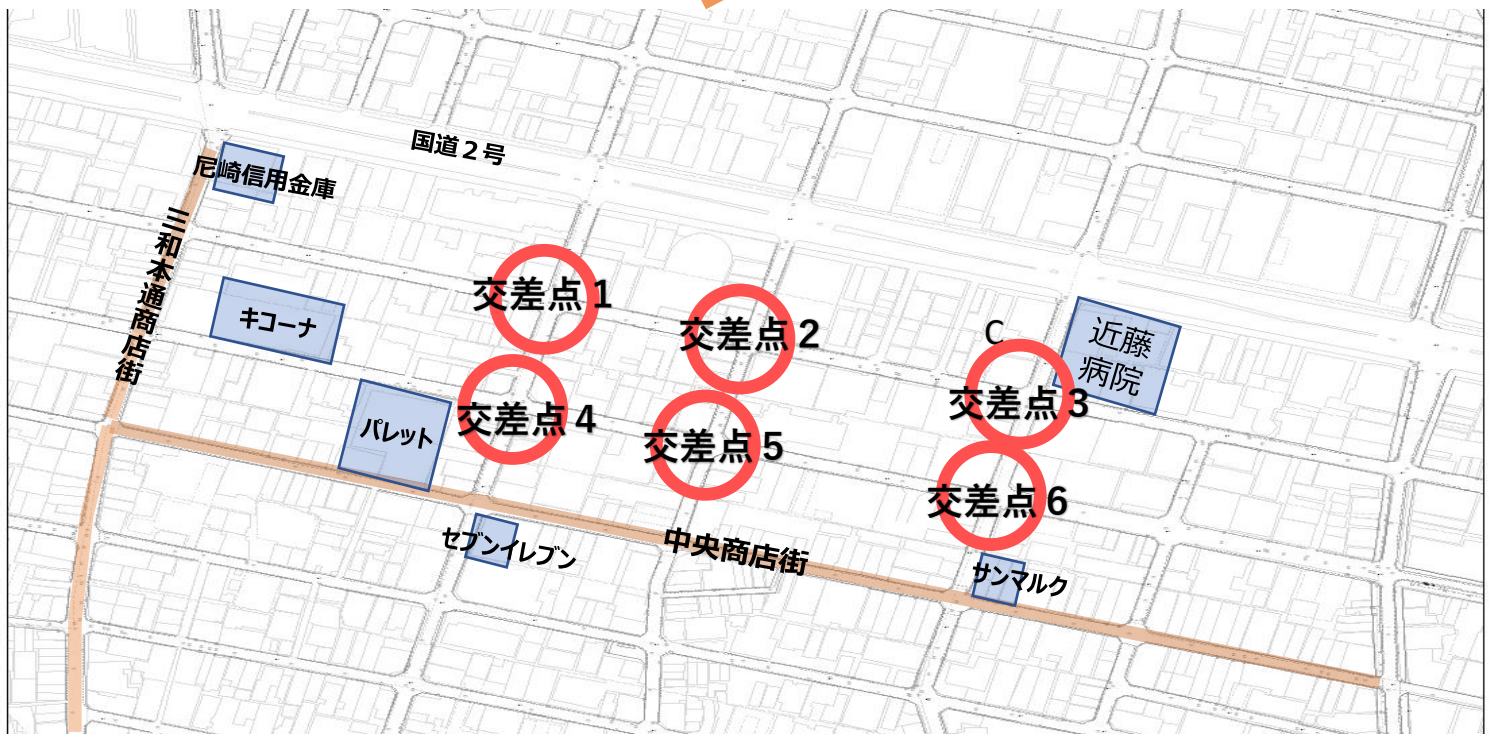 国道２号
尼崎信用金庫
三和本通商店街
キコーナ
交差点１
交差点２
C
近藤
病院
交差点３
パレット
交差点４
交差点５
交差点６
セブンイレブン
中央商店街
サンマルク